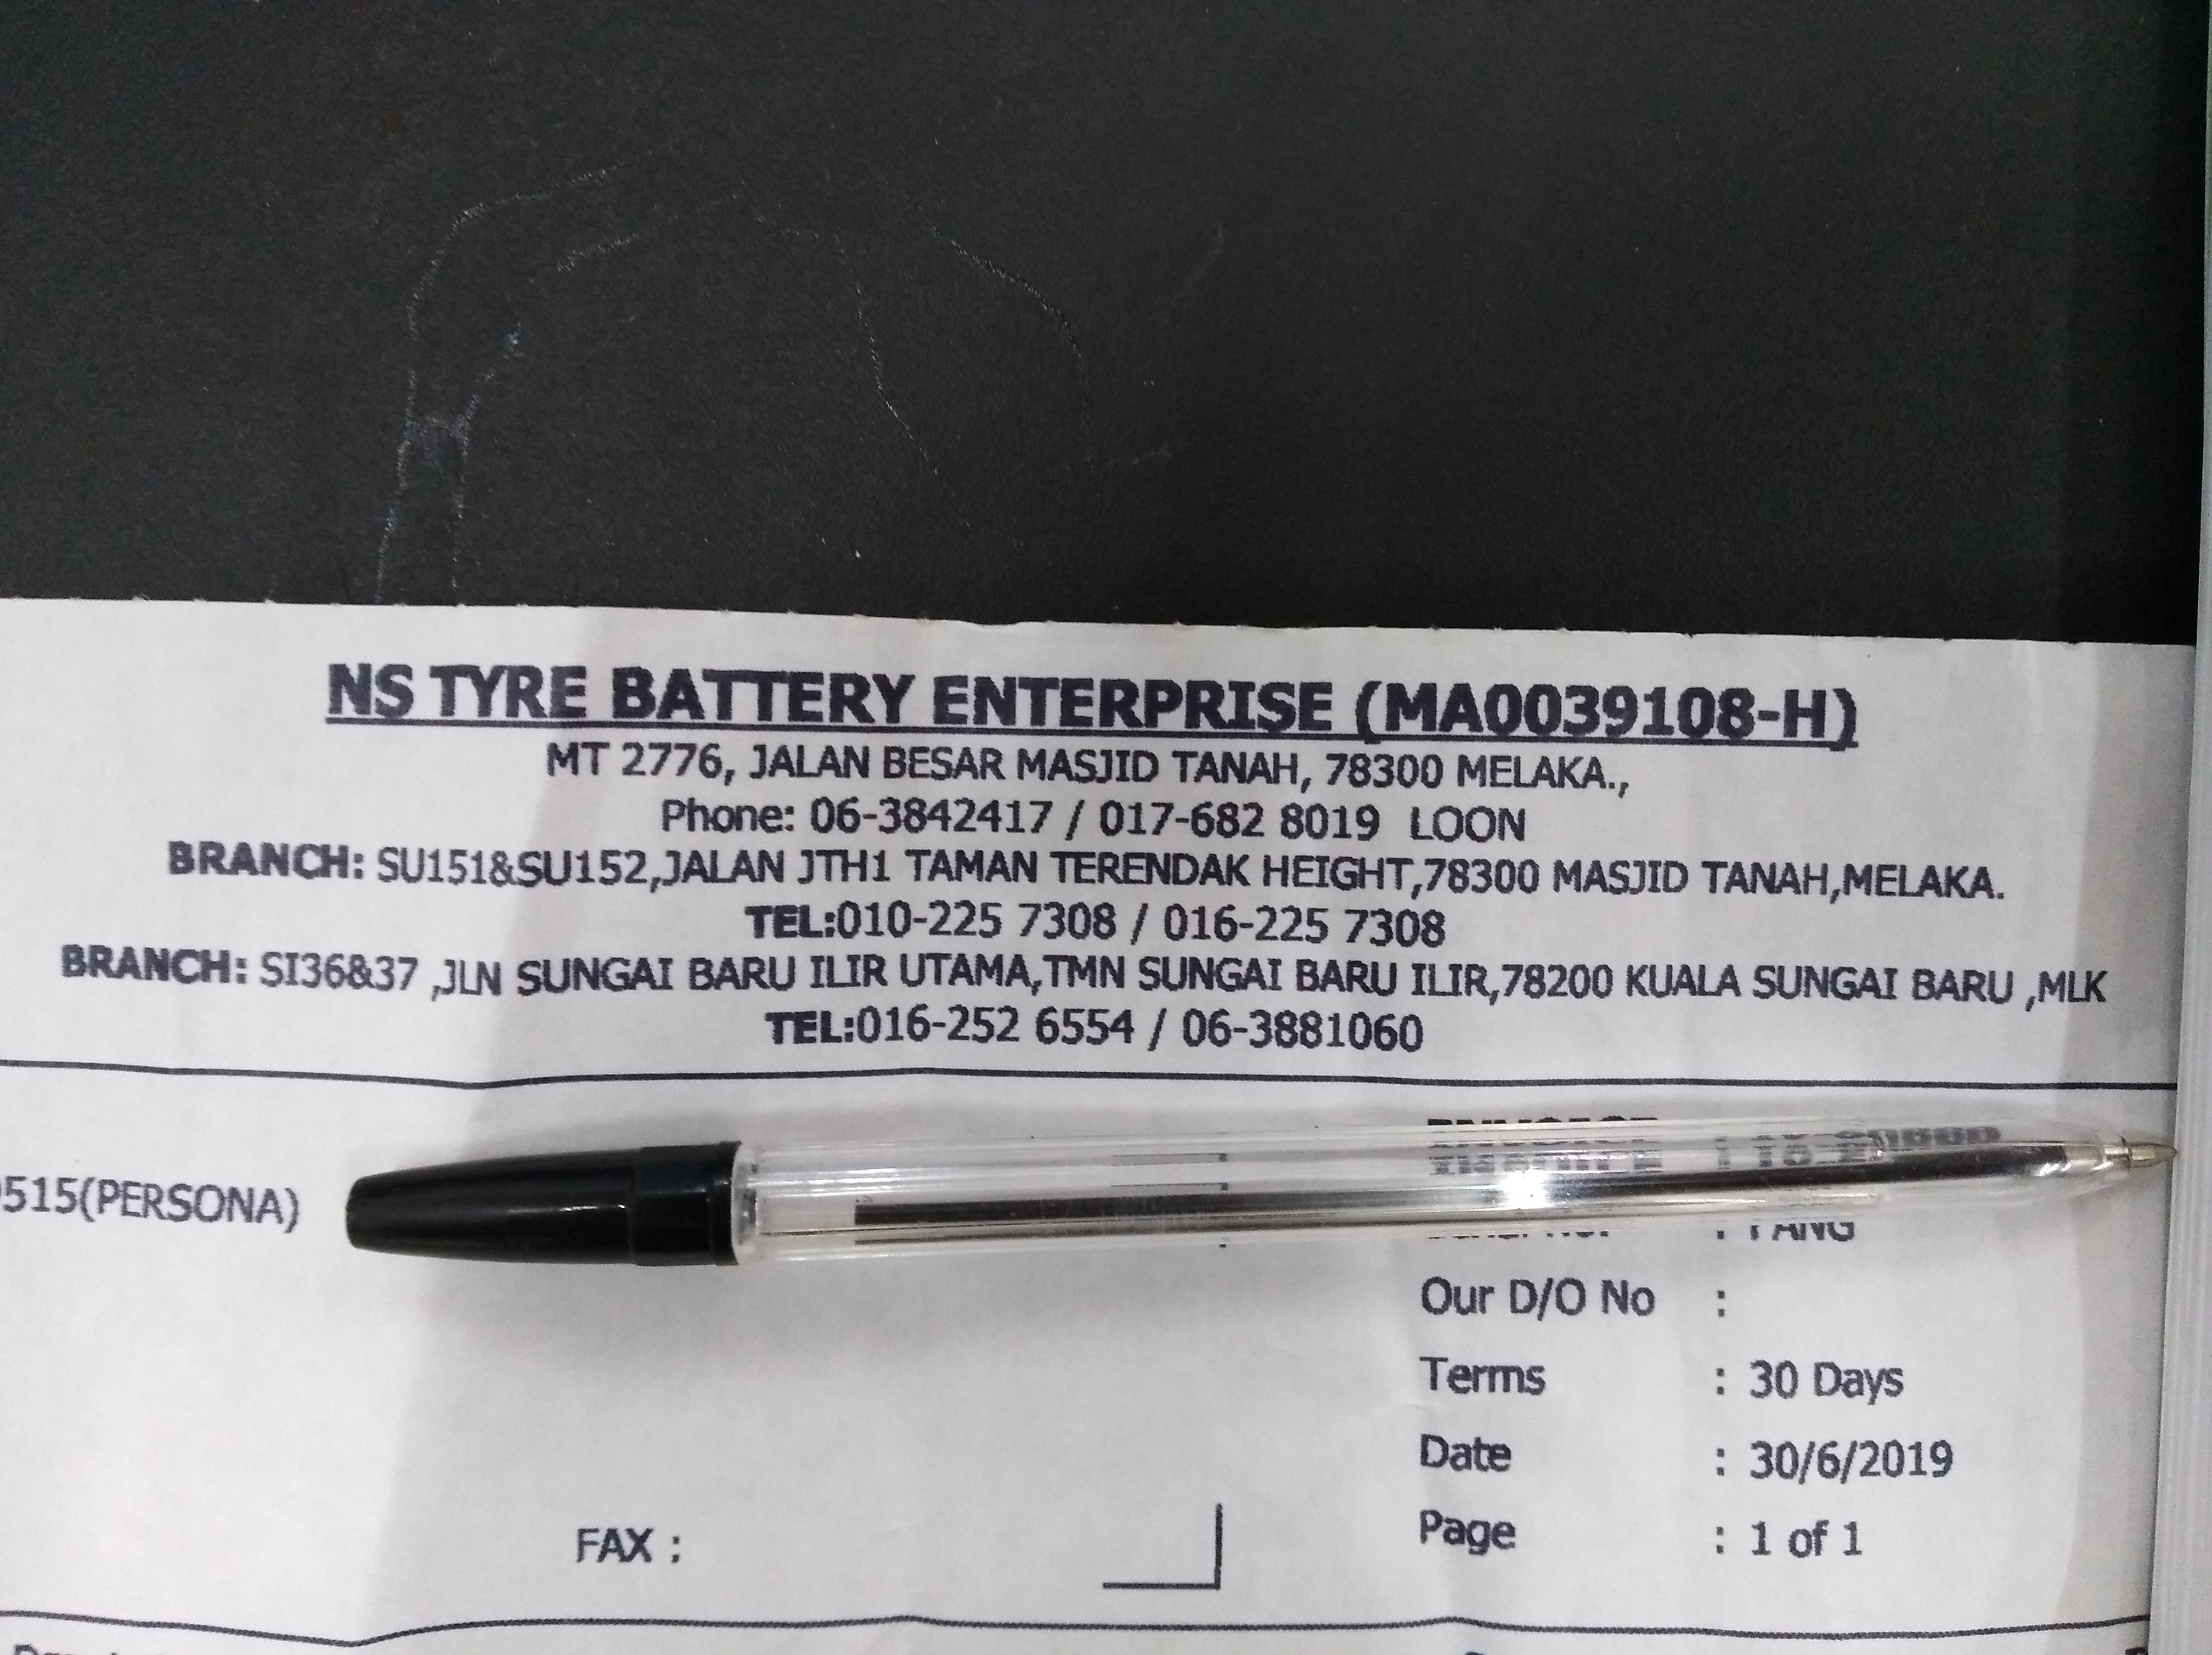 NS TYRE BATTERY ENTERPRISE (MA0039108-H)
MT 2776, JALAN BESAR MASJID TANAH, 78300 MELAKA.,
Phone: 06-3842417 / 017-682 8019 LOON
BRANCH: SU151&SU152,JALAN JTH1 TAMAN TERENDAK HEIGHT,78300 MASJID TANAH,MELAKA.
TEL:010-225 7308 / 016-225 7308
BRANCH: SI36&37 ,JLN SUNGAI BARU ILIR UTAMA,TMN SUNGAI BARU ILIR,78200 KUALA SUNGAI BARU ,MLK
TEL:016-252 6554 / 06-3881060
515(PERSONA)
Our D/O No :
Terms : 30 Days
Date : 30/6/2019
FAX :
Page : 1 of 1